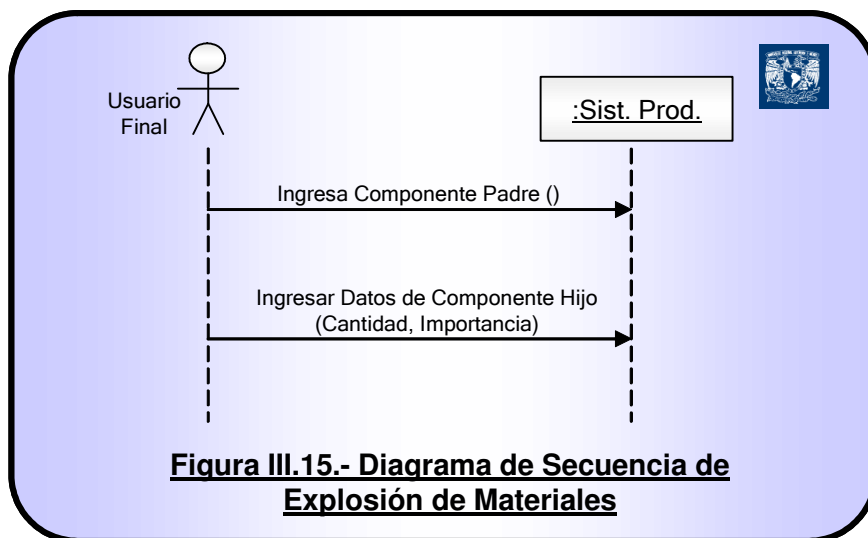 Usuario
Final
:Sist. Prod.
Ingresa Componente Padre ()
Ingresar Datos de Componente Hijo
(Cantidad, Importancia)
Figura III.15.- Diagrama de Secuencia de
Explosión de Materiales